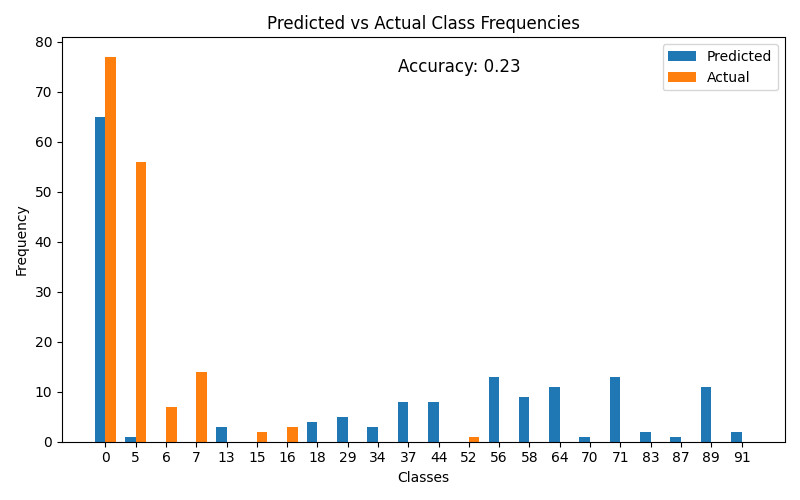 Predicted vs Actual Class Frequencies
Accuracy: 0.23
Predicted
Actual
Frequency
80
70
60
50
40
30
20
10
0
0 5 6 7 13 15 16 18 29 34 37 44 52 56 58 64 70 71 83 87 89 91
Classes